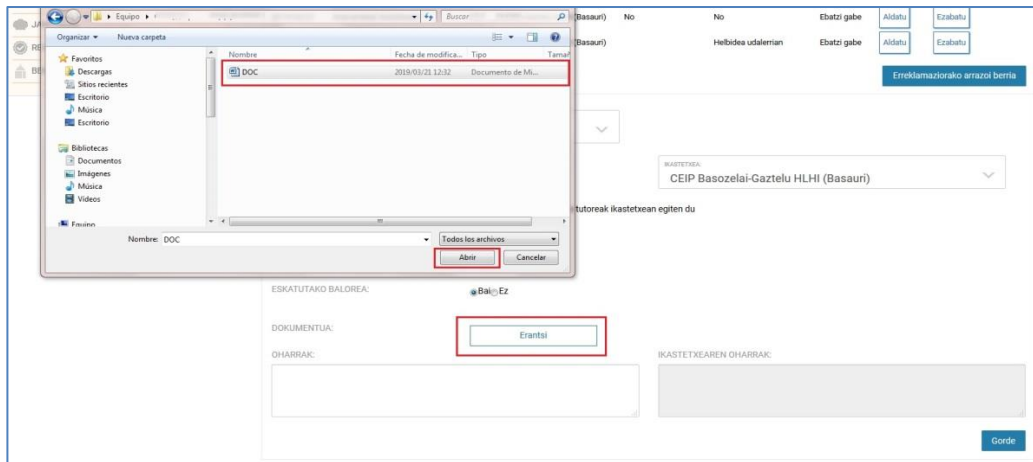 Equipo
Buscar
Organizar
Nueva carpeta
Favoritos
Descargas
Sitios recientes
Escritorio
Música
Escritorio
Bibliotecas
Documentos
Imágenes
Música
Vídeos
Equipo
Nombre
Fecha de modifica...
Tipo
Tamañ
DOC
2019/03/21 12:32
Documento de Mi...
Nombre: DOC
Todos los archivos
Abrir
Cancelar
JA
RE
BE
(Basauri) No No Ebatzi gabe Aldatu Ezabatu
(Basauri) Helbidea udalerrian Ebatzi gabe Aldatu Ezabatu
Erreklamaziorako arrazoi berria
IKASTETXEA:
CEIP Basozelai-Gaztelu HLHI (Basauri)
tutoreak ikastetxean egiten du
ESKATUTAKO BALOREA:
Bai Ez
DOKUMENTUA:
Erantsi
OHARRAK:
IKASTETXEAREN OHARRAK:
Gorde